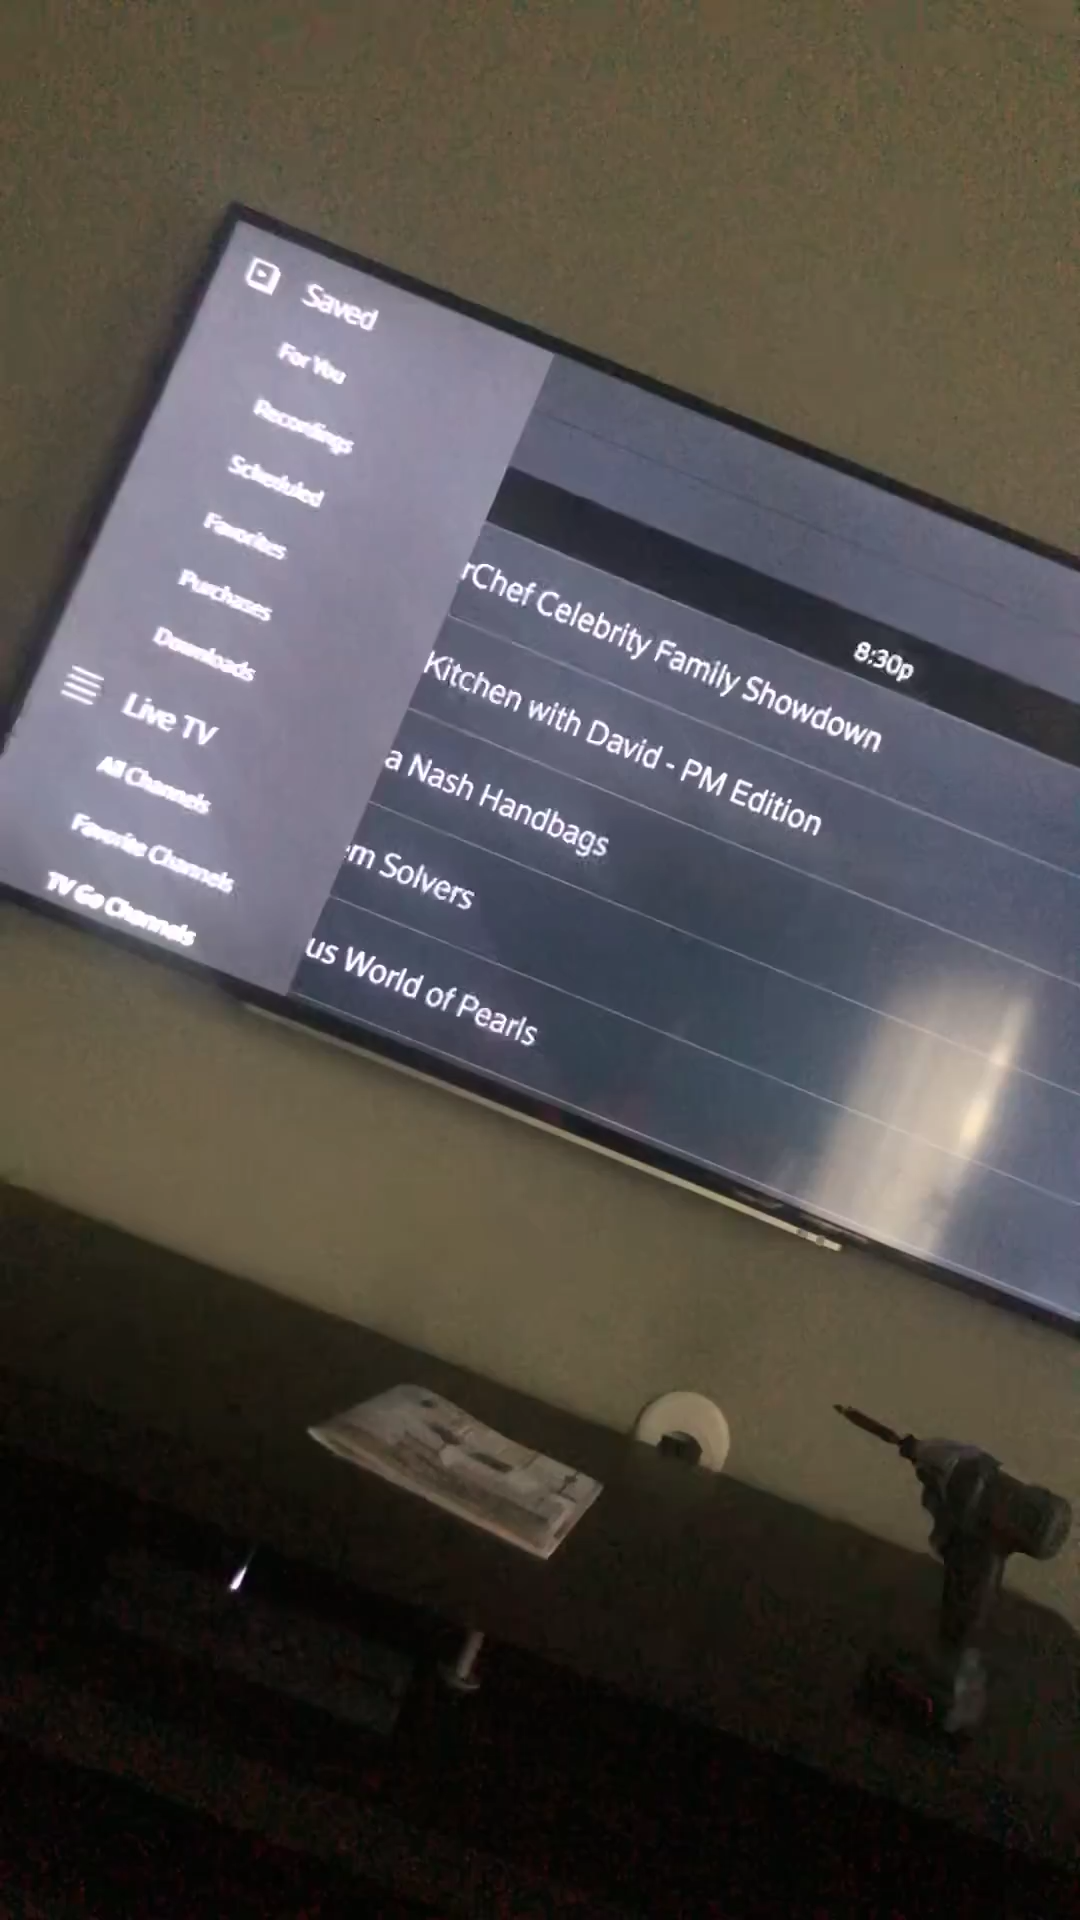 Saved
For You
Recordings
Scheduled
Favorites
Purchases
Downloads
Live TV
All Channels
Favorite Channels
TV Go Channels
8:30p
rChef Celebrity Family Showdown
Kitchen with David - PM Edition
a Nash Handbags
em Solvers
us World of Pearls